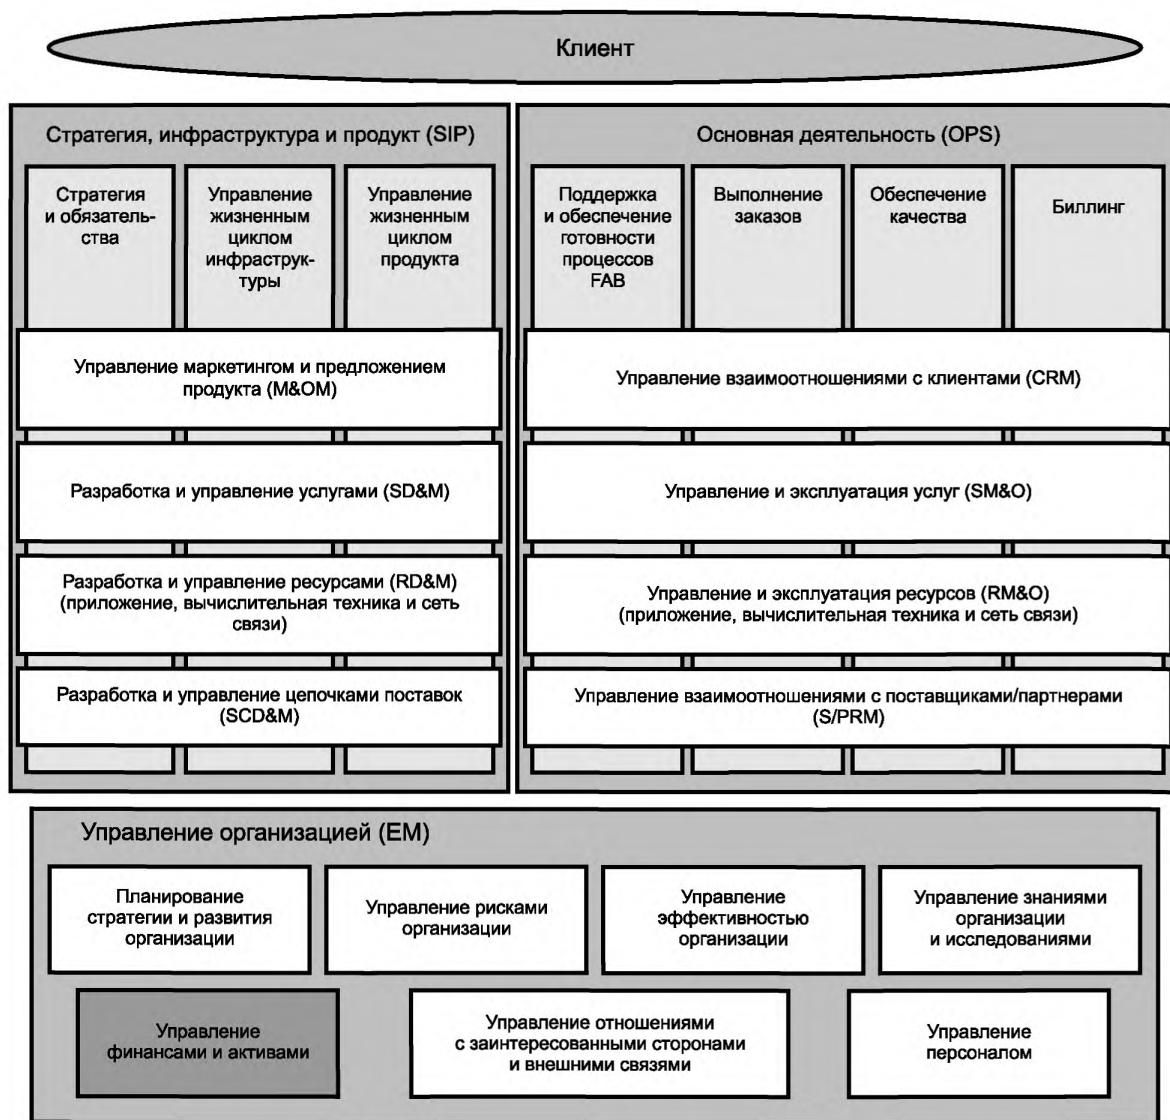 Клиент
Стратегия, инфраструктура и продукт (SIP)
Стратегия
и обязатель-
ства
Управление
жизненным
циклом
инфраструк-
туры
Управление
жизненным
циклом
продукта
Управление маркетингом и предложением
продукта (M&OM)
Разработка и управление услугами (SD&M)
Разработка и управление ресурсами (RD&M)
(приложение, вычислительная техника и сеть
связи)
Разработка и управление цепочками поставок
(SCD&M)
Основная деятельность (OPS)
Поддержка
и обеспечение
готовности
процессов
FAB
Выполнение
заказов
Обеспечение
качества
Биллинг
Управление взаимоотношениями с клиентами (CRM)
Управление и эксплуатация услуг (SM&O)
Управление и эксплуатация ресурсов (RM&O)
(приложение, вычислительная техника и сеть связи)
Управление взаимоотношениями с поставщиками/партнерами
(S/PRM)
Управление организацией (EM)
Планирование
стратегии и развития
организации
Управление рисками
организации
Управление
эффективностью
организации
Управление знаниями
организации
и исследованиями
Управление
финансами и активами
Управление отношениями
с заинтересованными сторонами
и внешними связями
Управление
персоналом